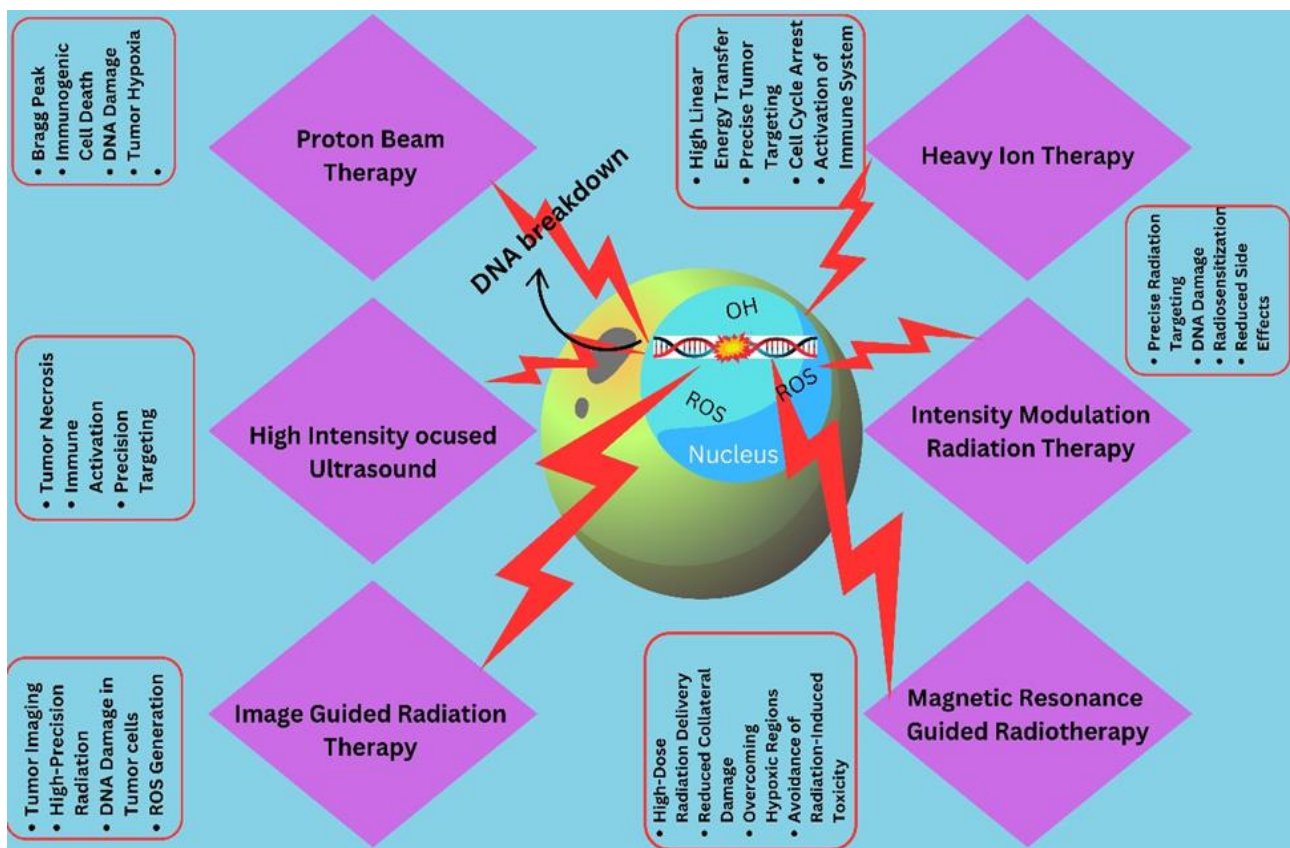 • Bragg Peak
• Immunogenic
Cell Death
• DNA Damage
• Tumor Hypoxia
•
Proton Beam
Therapy
• High Linear
Energy Transfer
• Precise Tumor
Targeting
• Cell Cycle Arrest
• Activation of
Immune System
Heavy Ion Therapy
DNA breakdown
OH
ROS
ROS
Nucleus
• Precise Radiation
Targeting
• DNA Damage
• Radiosensitization
• Reduced Side
Effects
• Tumor Necrosis
• Immune
Activation
• Precision
Targeting
High Intensity ocused
Ultrasound
Intensity Modulation
Radiation Therapy
• Tumor Imaging
• High-Precision
Radiation
• DNA Damage in
Tumor cells
• ROS Generation
Image Guided Radiation
Therapy
• High-Dose
Radiation Delivery
• Reduced Collateral
Damage
• Overcoming
Hypoxic Regions
• Avoidance of
Radiation-Induced
Toxicity
Magnetic Resonance
Guided Radiotherapy